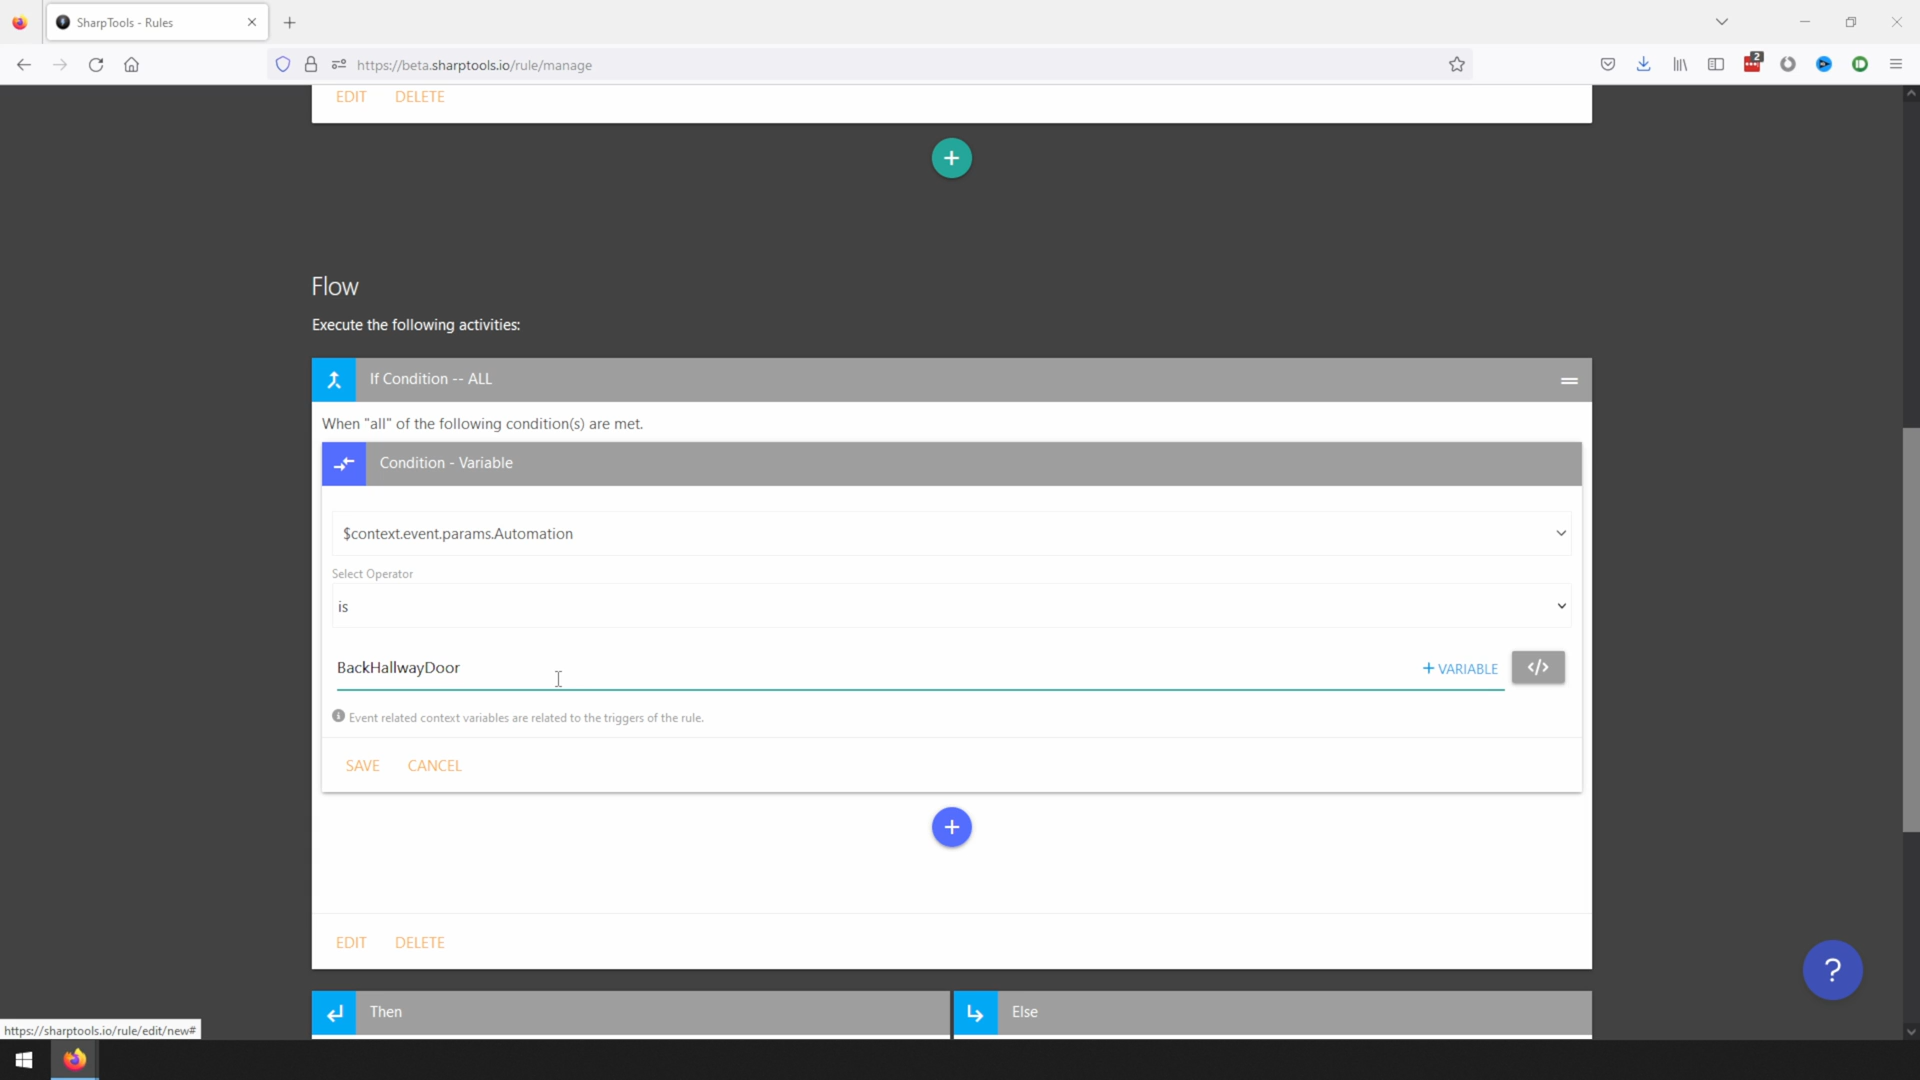 SharpTools - Rules
2
https://beta.sharptools.io/rule/manage
EDIT DELETE
+
Flow
Execute the following activities:
If Condition -- ALL
When "all" of the following condition(s) are met.
Condition - Variable
$context.event.params.Automation
Select Operator
is
BackHallwayDoor
+ VARIABLE </>
Event related context variables are related to the triggers of the rule.
SAVE CANCEL
+
EDIT DELETE
?
Then
Else
https://sharptools.io/rule/edit/new#